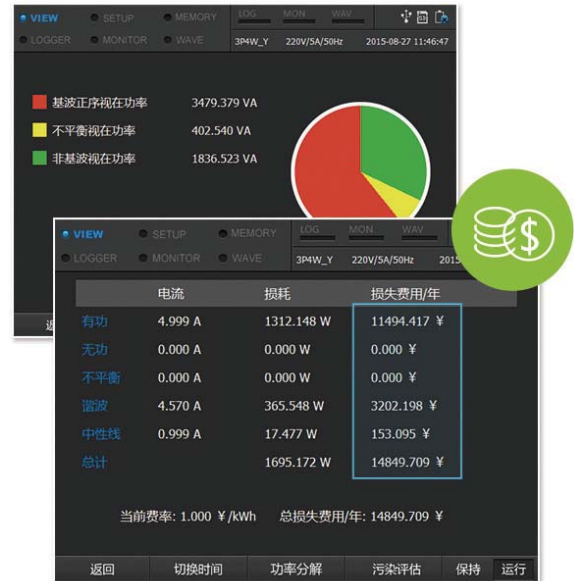 VIEW SETUP MEMORY LOG MON WAV
LOGGER MONITOR WAVE 3P4W_Y 220V/5A/50Hz 2015-08-27 11:46:47
基波正序视在功率 3479.379 VA
不平衡视在功率 402.540 VA
非基波视在功率 1836.523 VA
VIEW SETUP MEMORY LOG MON WAV
LOGGER MONITOR WAVE 3P4W_Y 220V/5A/50Hz 2015
电流 损耗 损失费用/年
有功 4.999 A 1312.148 W 11494.417 ¥
无功 0.000 A 0.000 W 0.000 ¥
不平衡 0.000 A 0.000 W 0.000 ¥
谐波 4.570 A 365.548 W 3202.198 ¥
中性线 0.999 A 17.477 W 153.095 ¥
总计 1695.172 W 14849.709 ¥
当前费率: 1.000 ¥/kWh 总损失费用/年: 14849.709 ¥
返回 切换时间 功率分解 污染评估 保持 运行